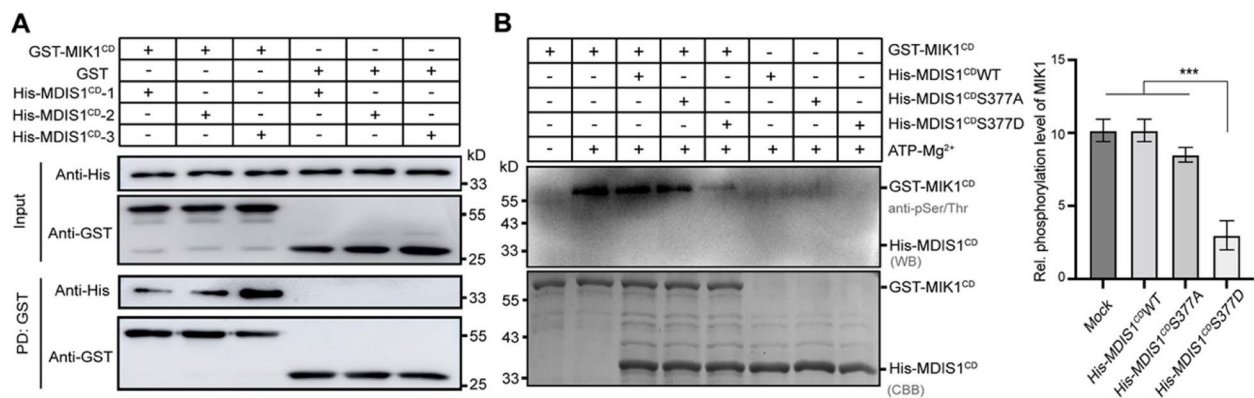 A
GST-MIK1ᶜᴰ + + + - - -
GST - - - + + +
His-MDIS1ᶜᴰ-1 + - - + - -
His-MDIS1ᶜᴰ-2 - + - - + -
His-MDIS1ᶜᴰ-3 - - + - - +
kD
Input
Anti-His
33
Anti-GST
55
25
PD: GST
Anti-His
33
Anti-GST
55
25
B
+ + + + + - - - GST-MIK1ᶜᴰ
- - + - - + - - His-MDIS1ᶜᴰWT
- - - + - - + - His-MDIS1ᶜᴰS377A
- - - - + - - + His-MDIS1ᶜᴰS377D
- + + + + + + + ATP-Mg²⁺
kD
55
43
33
GST-MIK1ᶜᴰ
anti-pSer/Thr
His-MDIS1ᶜᴰ
(WB)
55
43
33
GST-MIK1ᶜᴰ
His-MDIS1ᶜᴰ
(CBB)
Rel. phosphorylation level of MIK1
15
10
5
0
***
Mock
His-MDIS1ᶜᴰWT
His-MDIS1ᶜᴰS377A
His-MDIS1ᶜᴰS377D